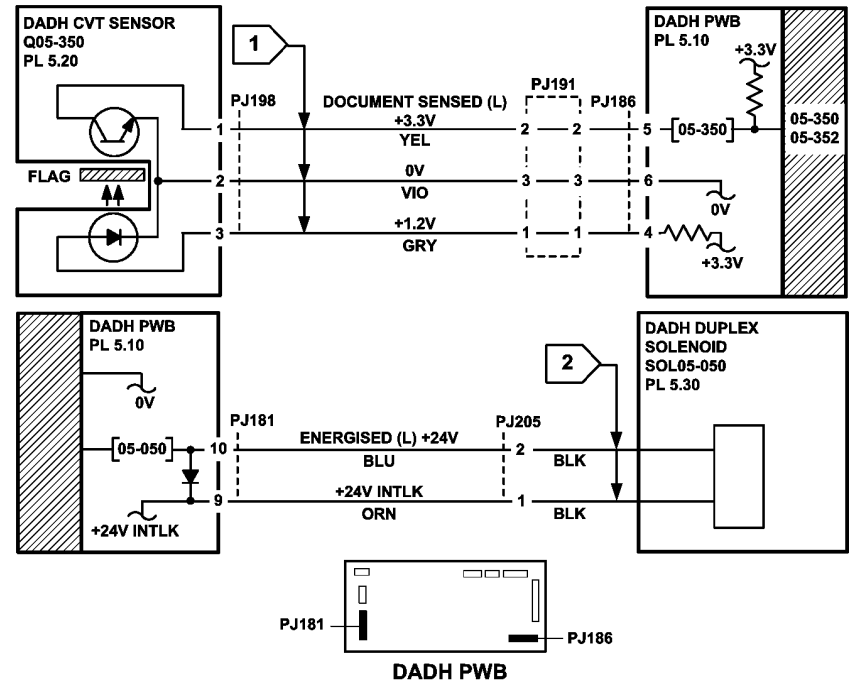 DADH CVT SENSOR
Q05-350
PL 5.20
1
DADH PWB
PL 5.10
+3.3V
PJ198
DOCUMENT SENSED (L)
PJ191
PJ186
1
+3.3V
YEL
2
2
5
[05-350]
05-350
05-352
FLAG
2
0V
VIO
3
3
6
0V
3
+1.2V
GRY
1
1
4
+3.3V
DADH PWB
PL 5.10
0V
2
DADH DUPLEX
SOLENOID
SOL05-050
PL 5.30
PJ181
PJ205
[05-050]
10
ENERGISED (L) +24V
BLU
2
BLK
9
+24V INTLK
ORN
1
BLK
+24V INTLK
PJ181
PJ186
DADH PWB